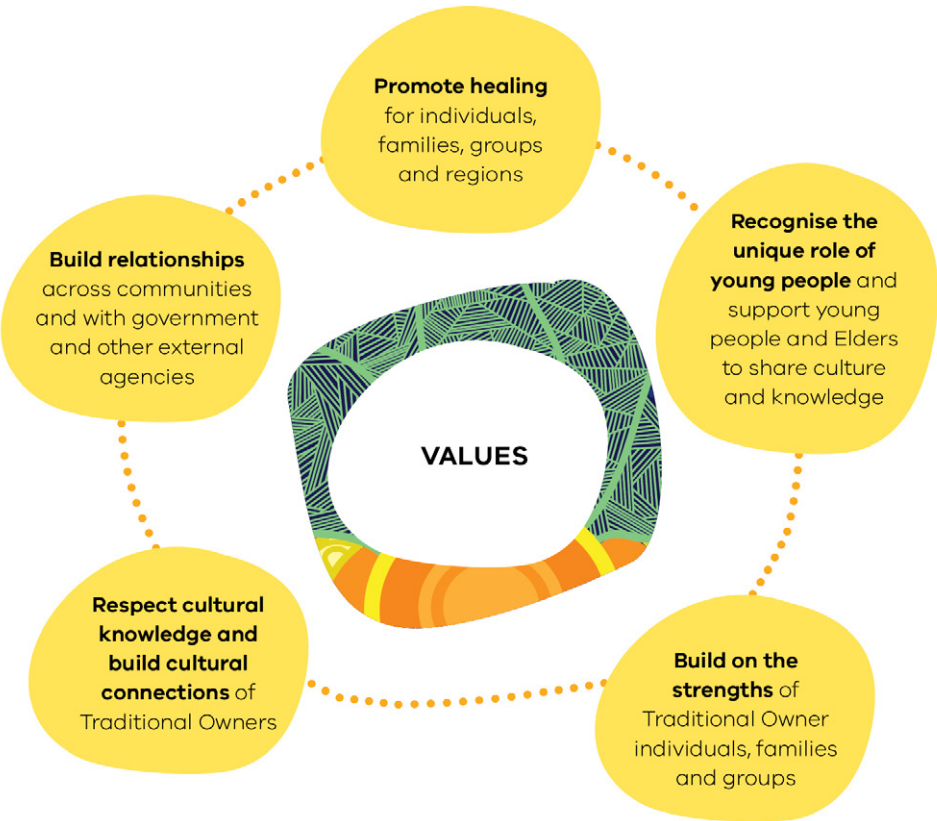 Promote healing
for individuals,
families, groups
and regions
Recognise the
unique role of
young people and
support young
people and Elders
to share culture
and knowledge
Build on the
strengths of
Traditional Owner
individuals, families
and groups
Respect cultural
knowledge and
build cultural
connections of
Traditional Owners
Build relationships
across communities
and with government
and other external
agencies
VALUES